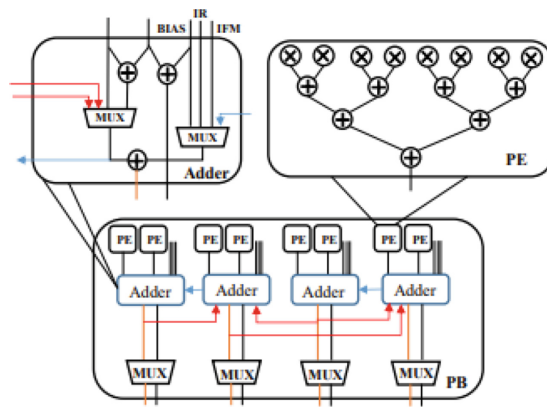 IR
BIAS IFM
MUX MUX
Adder
PE
PE PE PE PE PE PE PE PE
Adder Adder Adder Adder
MUX MUX MUX MUX
PB